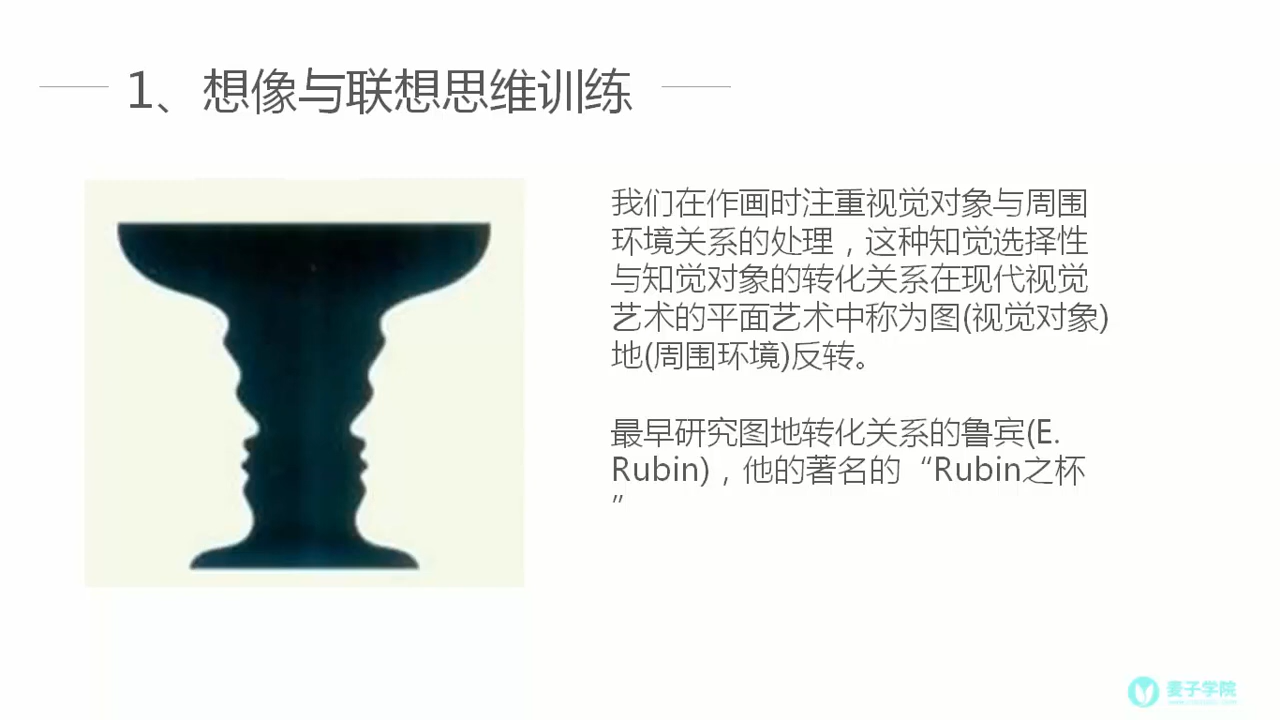 1、想像与联想思维训练
我们在作画时注重视觉对象与周围
环境关系的处理，这种知觉选择性
与知觉对象的转化关系在现代视觉
艺术的平面艺术中称为图(视觉对象)
地(周围环境)反转。
最早研究图地转化关系的鲁宾(E.
Rubin)，他的著名的“Rubin之杯
”
麦子学院